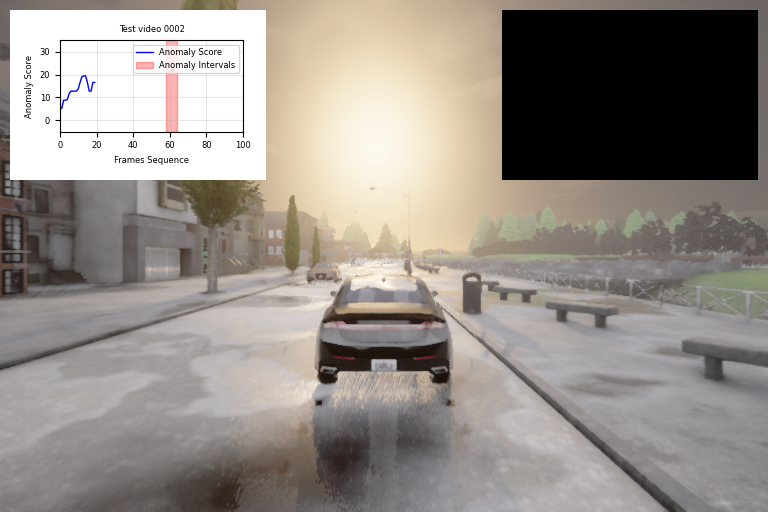 Test video 0002
Anomaly Score
Anomaly Intervals
Anomaly Score
30
20
10
0
0 20 40 60 80 100
Frames Sequence